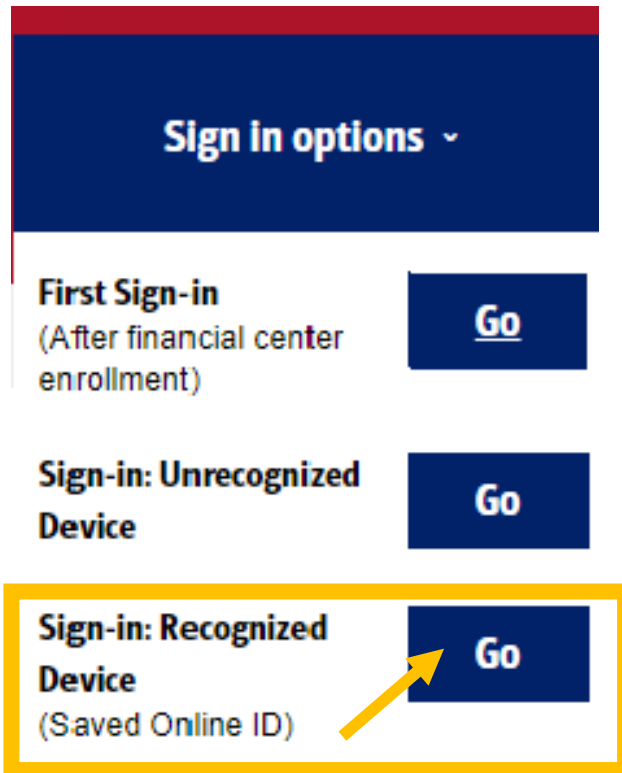 Sign in options
First Sign-in
(After financial center
enrollment)
Go
Sign-in: Unrecognized
Device
Go
Sign-in: Recognized
Device
(Saved Online ID)
Go